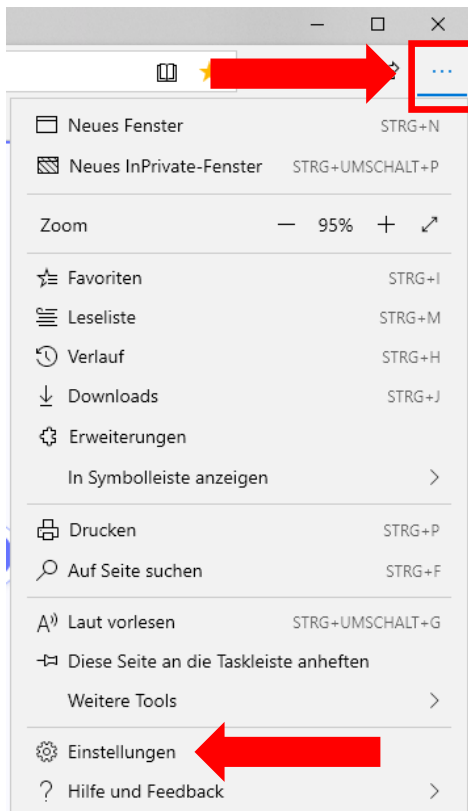 Neues Fenster STRG+N
Neues InPrivate-Fenster STRG+UMSCHALT+P
Zoom 95%
Favoriten STRG+I
Leseliste STRG+M
Verlauf STRG+H
Downloads STRG+J
Erweiterungen
In Symbolleiste anzeigen
Drucken STRG+P
Auf Seite suchen STRG+F
Laut vorlesen STRG+UMSCHALT+G
Diese Seite an die Taskleiste anheften
Weitere Tools
Einstellungen
Hilfe und Feedback